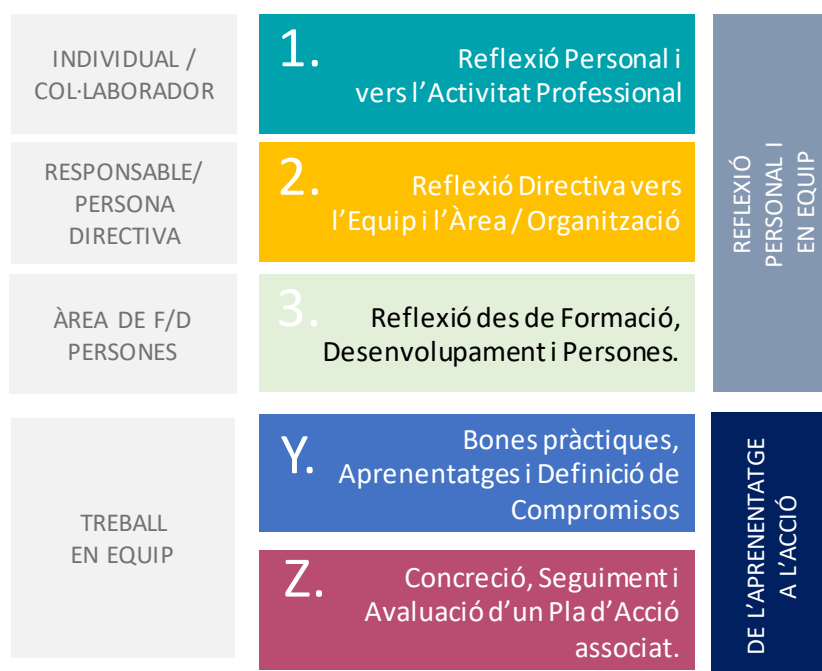 INDIVIDUAL /
COL·LABORADOR
1.
Reflexió Personal i
vers l'Activitat Professional
RESPONSABLE/
PERSONA
DIRECTIVA
2.
Reflexió Directiva vers
l'Equip i l'Àrea / Organització
ÀREA DE F/D
PERSONES
3.
Reflexió des de Formació,
Desenvolupament i Persones.
REFLEXIÓ
PERSONAL I
EN EQUIP
TREBALL
EN EQUIP
Y.
Bones pràctiques,
Aprenentatges i Definició de
Compromisos
Z.
Concreció, Seguiment i
Avaluació d'un Pla d'Acció
associat.
DE L'APRENENTATGE
A L'ACCIÓ